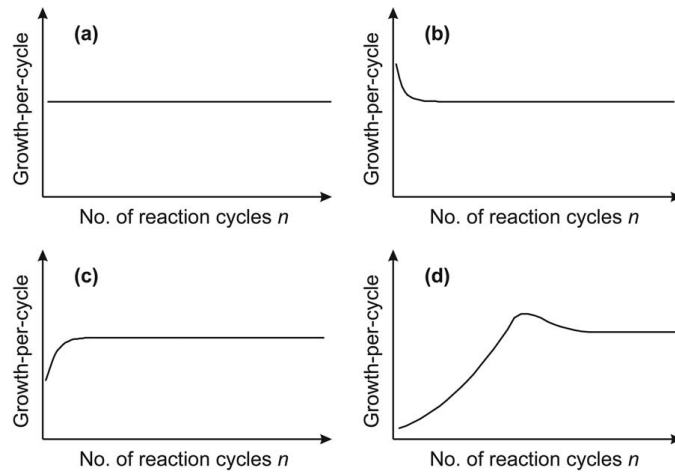 (a)
Growth-per-cycle
No. of reaction cycles n
(b)
Growth-per-cycle
No. of reaction cycles n
(c)
Growth-per-cycle
No. of reaction cycles n
(d)
Growth-per-cycle
No. of reaction cycles n